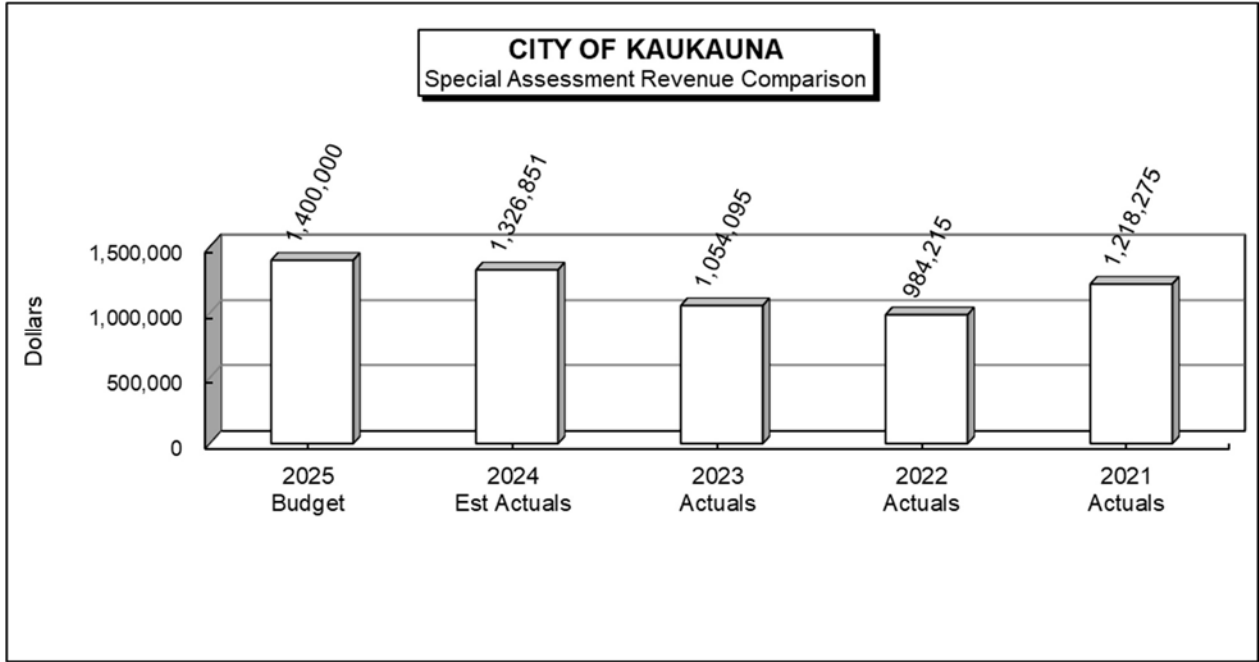 CITY OF KAUKAUNA
Special Assessment Revenue Comparison
1,400,000
1,326,851
1,054,095
984,215
1,218,275
Dollars
1,500,000
1,000,000
500,000
0
2025
Budget
2024
Est Actuals
2023
Actuals
2022
Actuals
2021
Actuals